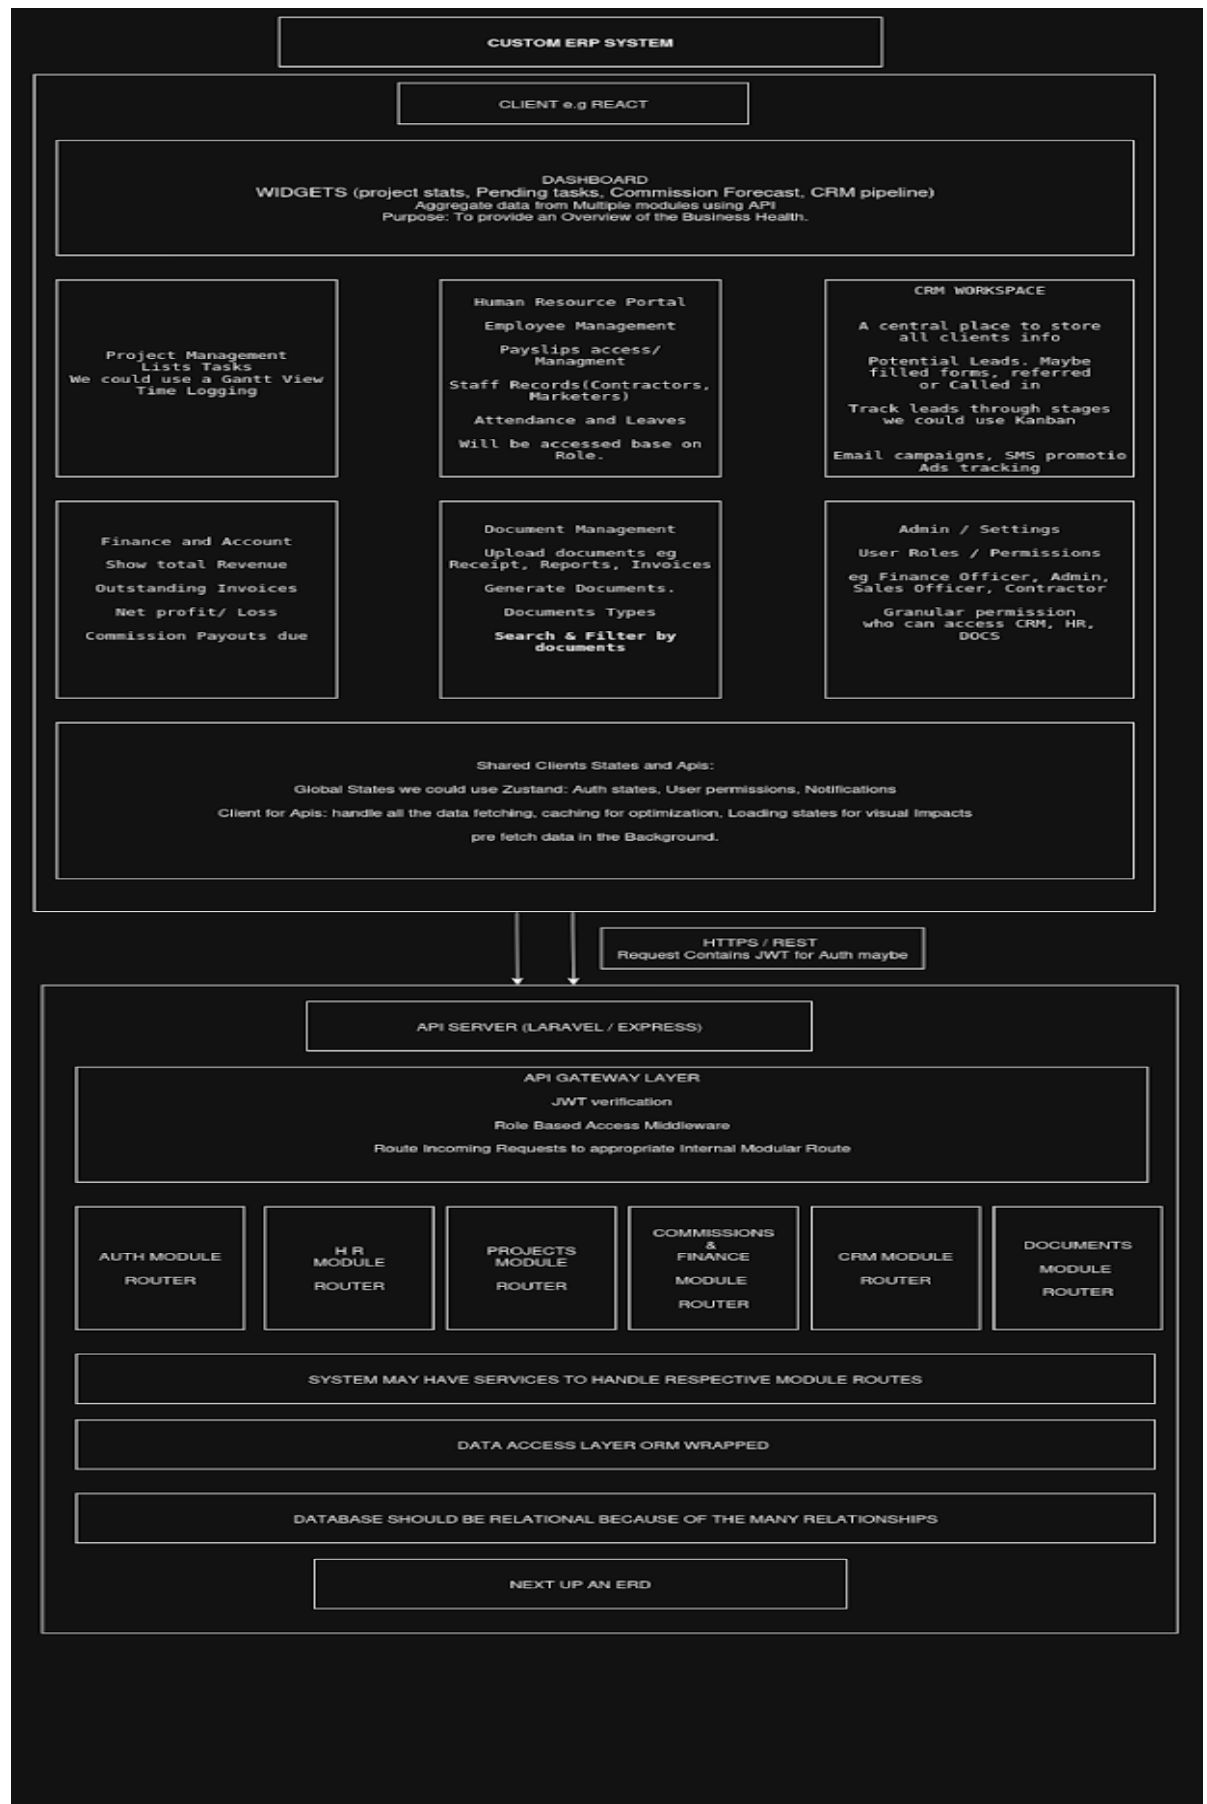 CUSTOM ERP SYSTEM
CLIENT e.g REACT
DASHBOARD
WIDGETS (project stats, Pending tasks, Commission Forecast, CRM pipeline)
Aggregate data from Multiple modules using API
Purpose: To provide an Overview of the Business Health.
Project Management
Lists Tasks
We could use a Gantt View
Time Logging
Human Resource Portal
Employee Management
Payslips access/
Managment
Staff Records(Contractors,
Marketers)
Attendance and Leaves
Will be accessed base on
Role.
CRM WORKSPACE
A central place to store
all clients info
Potential Leads. Maybe
filled forms, referred
or Called in
Track leads through stages
we could use Kanban
Email campaigns, SMS promotio
Ads tracking
Finance and Account
Show total Revenue
Outstanding Invoices
Net profit/ Loss
Commission Payouts due
Document Management
Upload documents eg
Receipt, Reports, Invoices
Generate Documents.
Documents Types
Search & Filter by
documents
Admin / Settings
User Roles / Permissions
eg Finance Officer, Admin,
Sales Officer, Contractor
Granular permission
who can access CRM, HR,
DOCS
Shared Clients States and Apis:
Global States we could use Zustand: Auth states, User permissions, Notifications
Client for Apis: handle all the data fetching, caching for optimization, Loading states for visual Impacts
pre fetch data in the Background.
HTTPS / REST
Request Contains JWT for Auth maybe
API SERVER (LARAVEL / EXPRESS)
API GATEWAY LAYER
JWT verification
Role Based Access Middleware
Route Incoming Requests to appropriate Internal Modular Route
AUTH MODULE
ROUTER
H R
MODULE
ROUTER
PROJECTS
MODULE
ROUTER
COMMISSIONS
&
FINANCE
MODULE
ROUTER
CRM MODULE
ROUTER
DOCUMENTS
MODULE
ROUTER
SYSTEM MAY HAVE SERVICES TO HANDLE RESPECTIVE MODULE ROUTES
DATA ACCESS LAYER ORM WRAPPED
DATABASE SHOULD BE RELATIONAL BECAUSE OF THE MANY RELATIONSHIPS
NEXT UP AN ERD